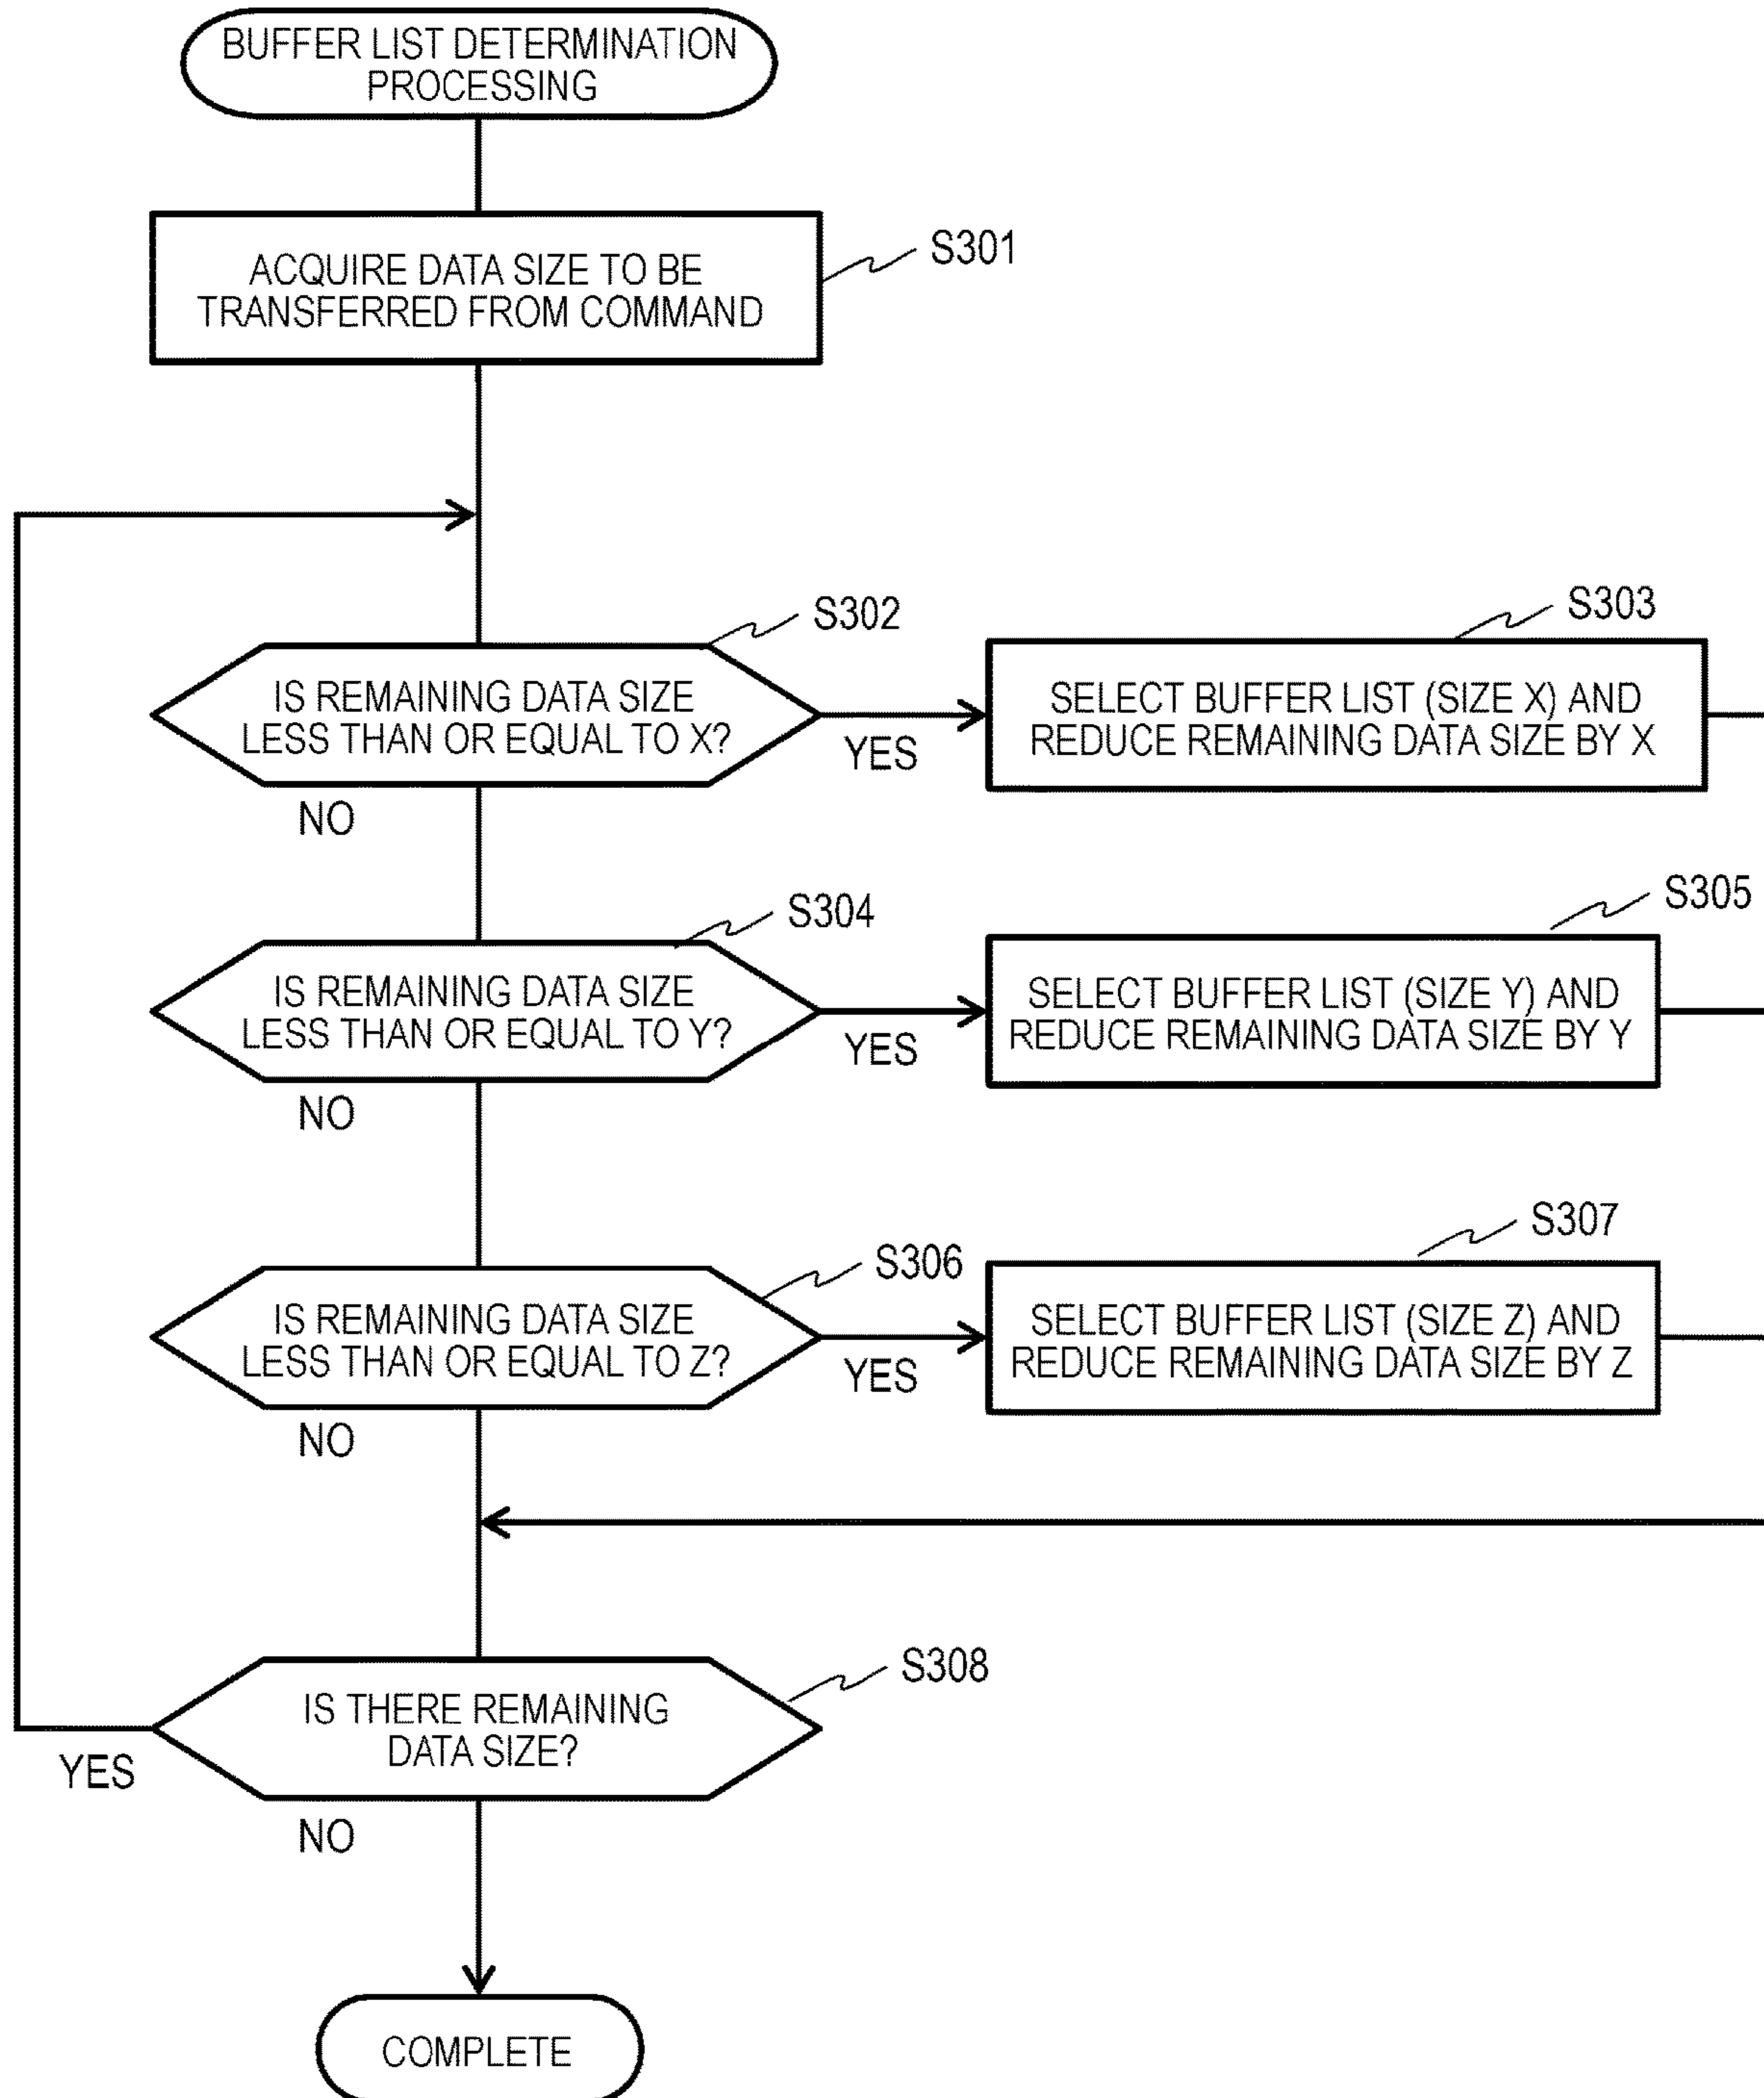 BUFFER LIST DETERMINATION
PROCESSING
ACQUIRE DATA SIZE TO BE
TRANSFERRED FROM COMMAND
S301
S302
IS REMAINING DATA SIZE
LESS THAN OR EQUAL TO X?
YES
NO
S303
SELECT BUFFER LIST (SIZE X) AND
REDUCE REMAINING DATA SIZE BY X
S304
IS REMAINING DATA SIZE
LESS THAN OR EQUAL TO Y?
YES
NO
S305
SELECT BUFFER LIST (SIZE Y) AND
REDUCE REMAINING DATA SIZE BY Y
S306
IS REMAINING DATA SIZE
LESS THAN OR EQUAL TO Z?
YES
NO
S307
SELECT BUFFER LIST (SIZE Z) AND
REDUCE REMAINING DATA SIZE BY Z
S308
IS THERE REMAINING
DATA SIZE?
YES
NO
COMPLETE